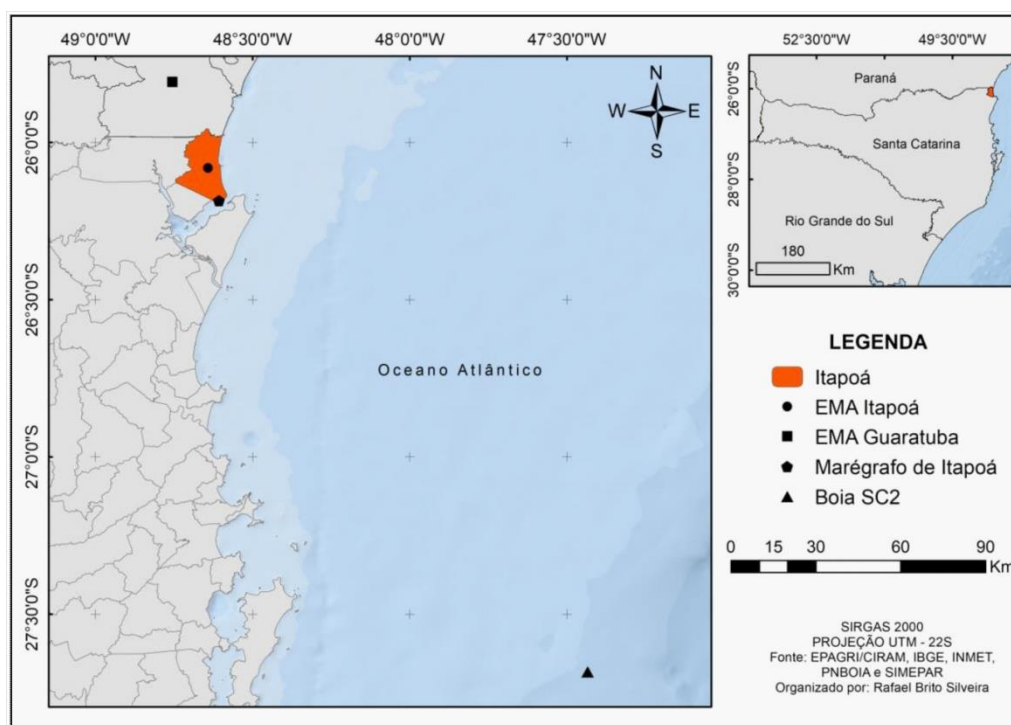 49°0'0"W 48°30'0"W 48°0'0"W 47°30'0"W
26°0'0"S
26°30'0"S
27°0'0"S
27°30'0"S
N
W E
S
Oceano Atlântico
52°30'0"W 49°30'0"W
26°0'0"S
28°0'0"S
30°0'0"S
Paraná
Santa Catarina
Rio Grande do Sul
180
Km
LEGENDA
Itapoá
EMA Itapoá
EMA Guaratuba
Marégrafo de Itapoá
Boia SC2
0 15 30 60 90
Km
SIRGAS 2000
PROJEÇÃO UTM - 22S
Fonte: EPAGRI/CIRAM, IBGE, INMET,
PNBOIA e SIMEPAR
Organizado por: Rafael Brito Silveira